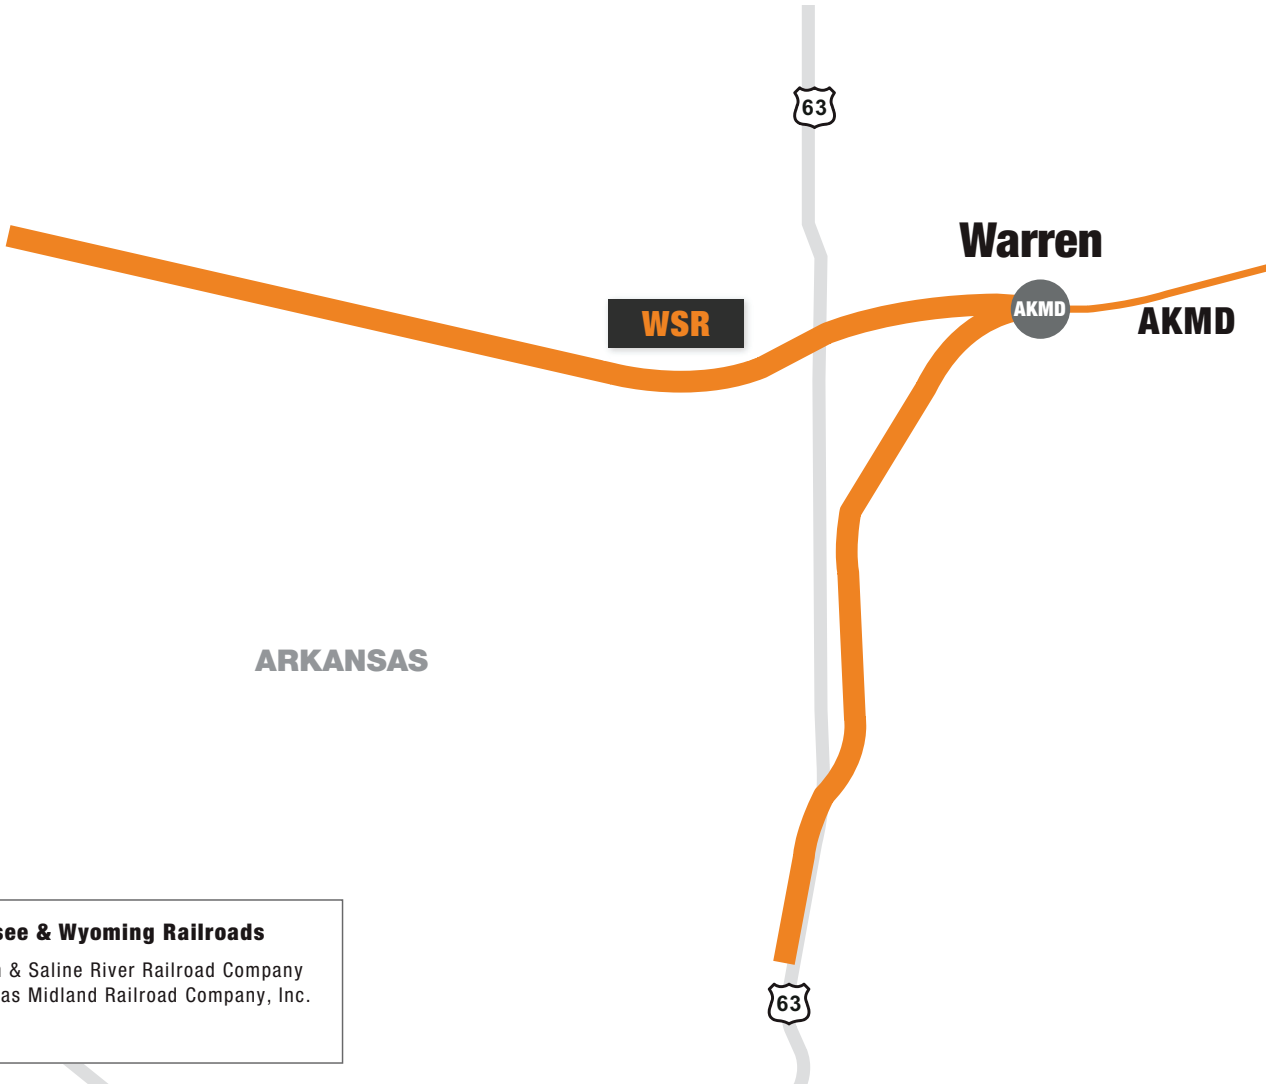 63
Warren
AKMD
WSR
AKMD
ARKANSAS
see & Wyoming Railroads
& Saline River Railroad Company
as Midland Railroad Company, Inc.
63